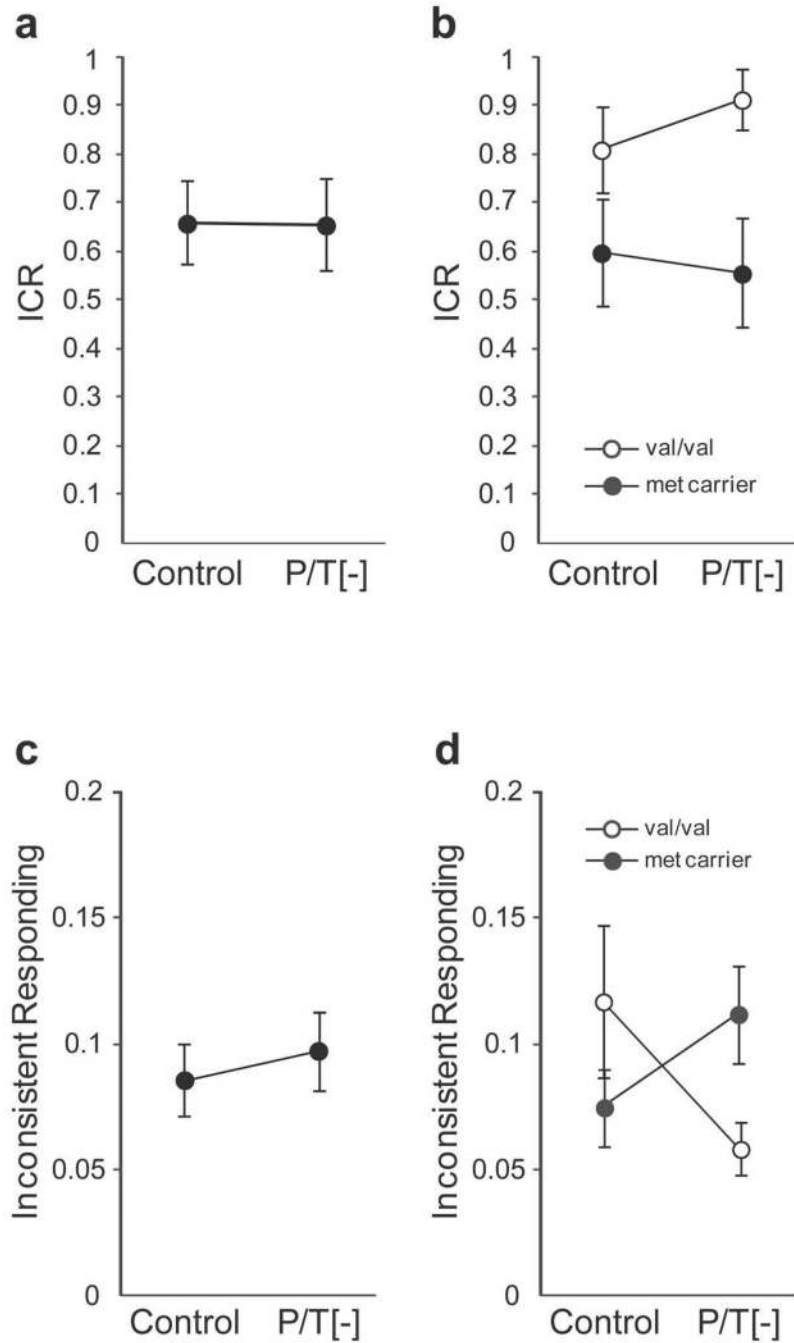 a
1
0.9
0.8
0.7
0.6
0.5
0.4
0.3
0.2
0.1
0
ICR
Control P/T[-]
b
1
0.9
0.8
0.7
0.6
0.5
0.4
0.3
0.2
0.1
0
ICR
val/val
met carrier
Control P/T[-]
c
0.2
0.15
0.1
0.05
0
Inconsistent Responding
Control P/T[-]
d
0.2
0.15
0.1
0.05
0
Inconsistent Responding
val/val
met carrier
Control P/T[-]